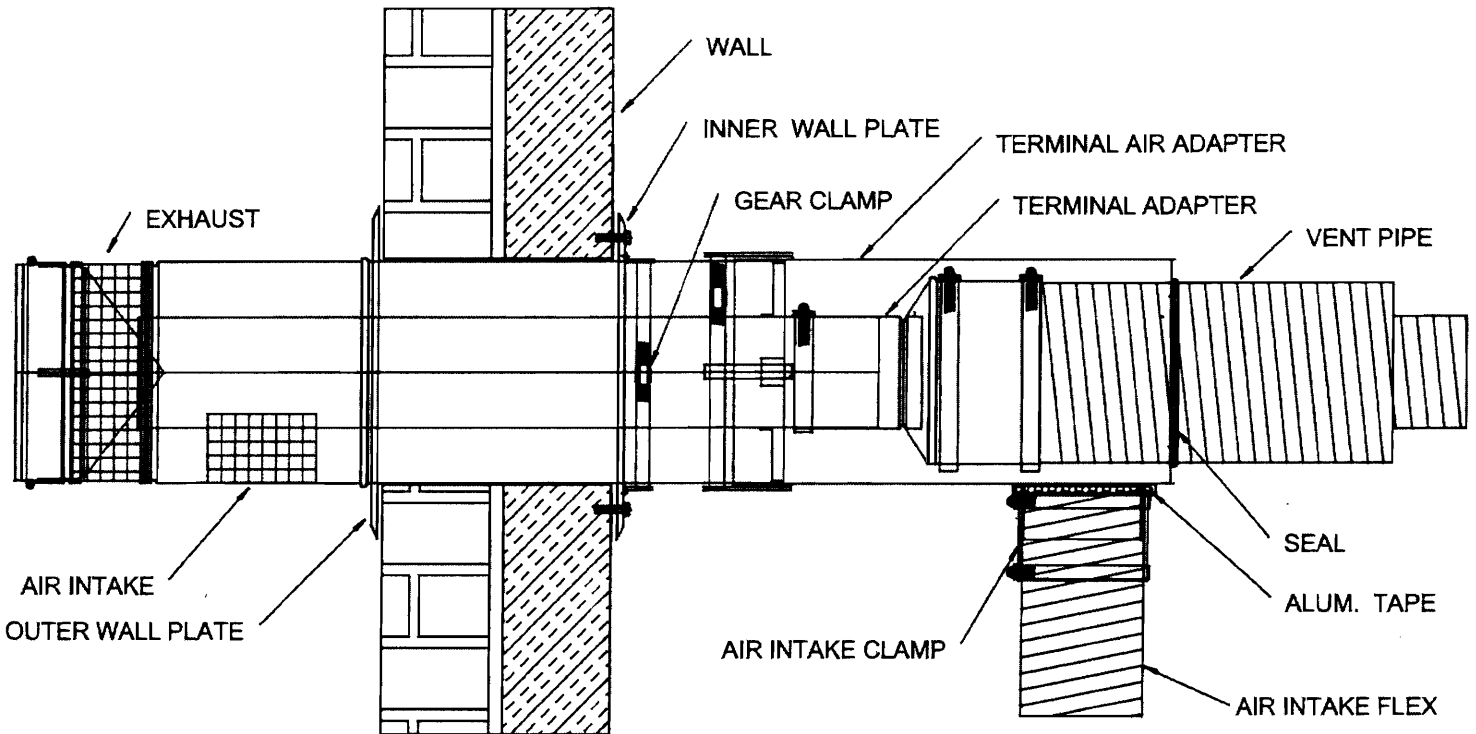 WALL
INNER WALL PLATE
TERMINAL AIR ADAPTER
GEAR CLAMP
TERMINAL ADAPTER
EXHAUST
VENT PIPE
SEAL
AIR INTAKE
ALUM. TAPE
OUTER WALL PLATE
AIR INTAKE CLAMP
AIR INTAKE FLEX